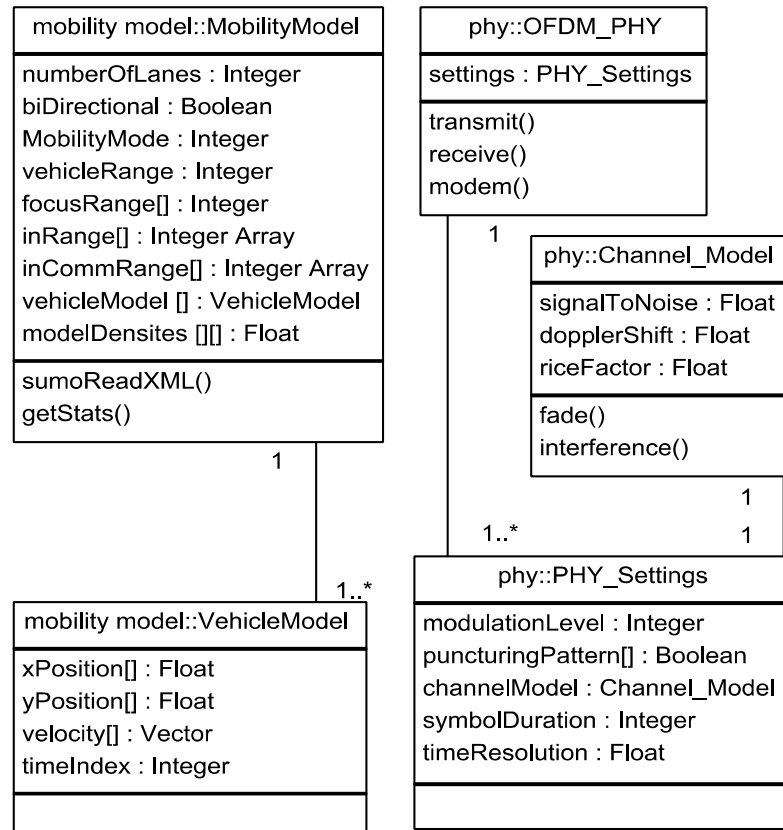 mobility model::MobilityModel
numberOfLanes : Integer
biDirectional : Boolean
MobilityMode : Integer
vehicleRange : Integer
focusRange[] : Integer
inRange[] : Integer Array
inCommRange[] : Integer Array
vehicleModel [] : VehicleModel
modelDensites [][] : Float
sumoReadXML()
getStats()
1
1..*
mobility model::VehicleModel
xPosition[] : Float
yPosition[] : Float
velocity[] : Vector
timeIndex : Integer
phy::OFDM_PHY
settings : PHY_Settings
transmit()
receive()
modem()
1
1..*
phy::Channel_Model
signalToNoise : Float
dopplerShift : Float
riceFactor : Float
fade()
interference()
1
1
phy::PHY_Settings
modulationLevel : Integer
puncturingPattern[] : Boolean
channelModel : Channel_Model
symbolDuration : Integer
timeResolution : Float